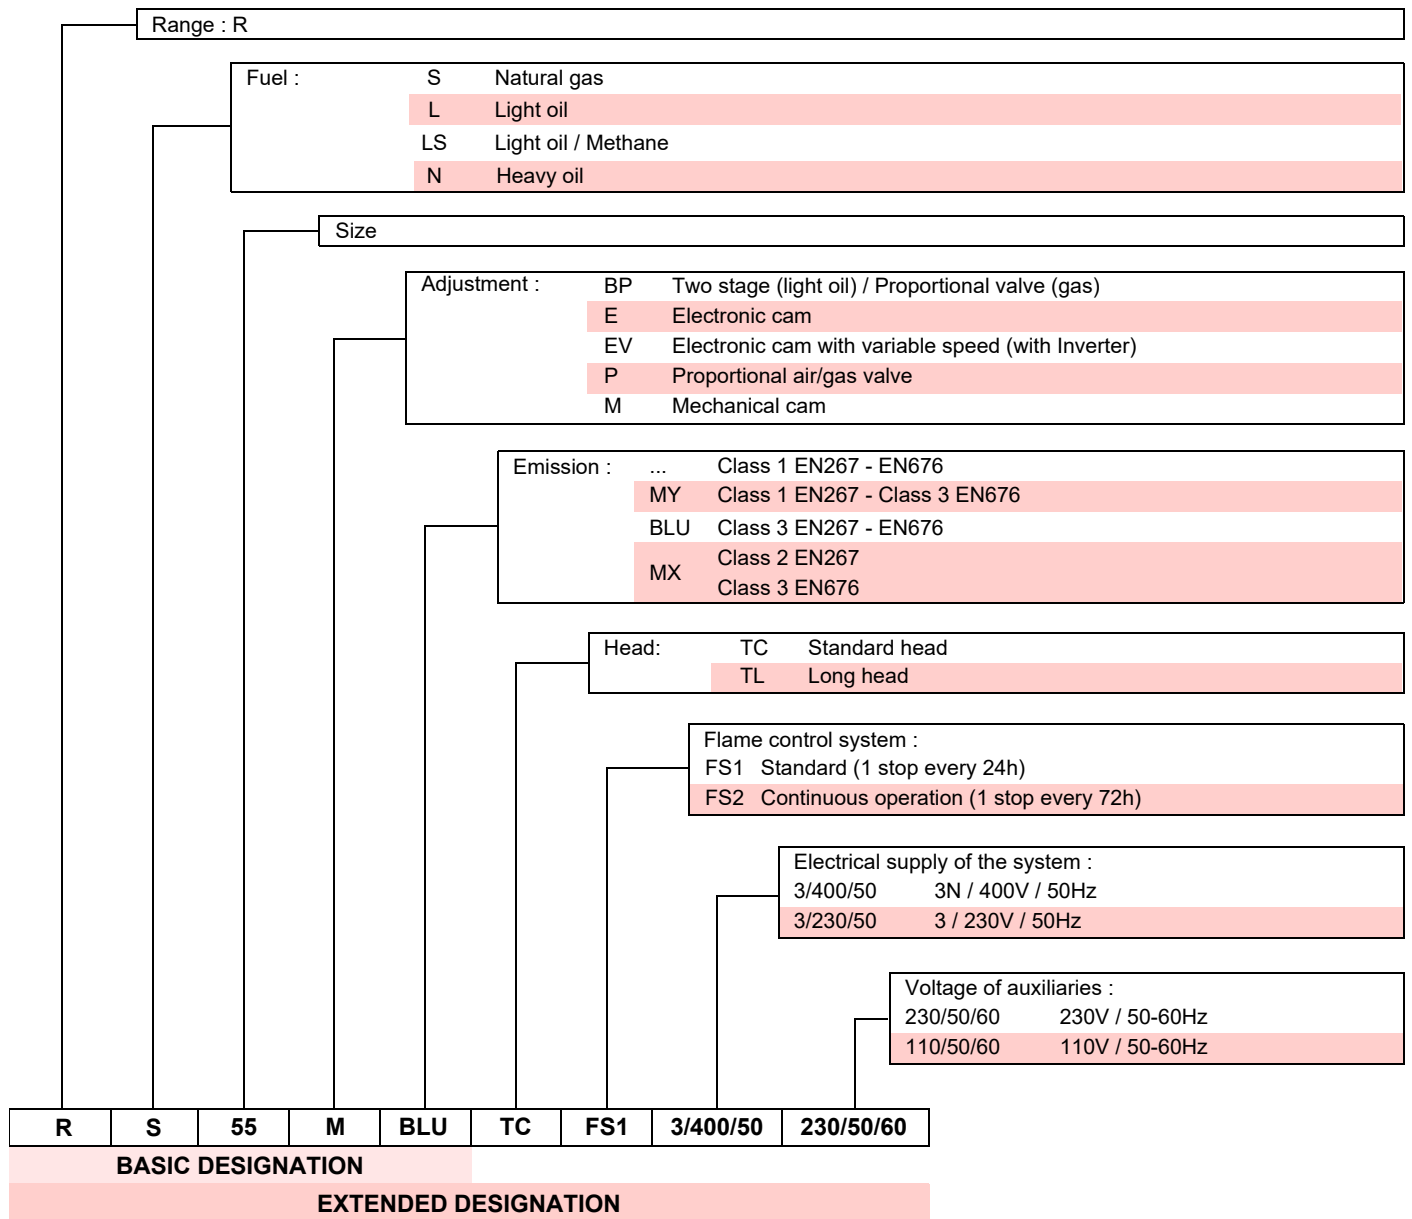 Range : R
Fuel : S Natural gas
L Light oil
LS Light oil / Methane
N Heavy oil
Size
Adjustment : BP Two stage (light oil) / Proportional valve (gas)
E Electronic cam
EV Electronic cam with variable speed (with Inverter)
P Proportional air/gas valve
M Mechanical cam
Emission : ... Class 1 EN267 - EN676
MY Class 1 EN267 - Class 3 EN676
BLU Class 3 EN267 - EN676
MX Class 2 EN267
Class 3 EN676
Head: TC Standard head
TL Long head
Flame control system :
FS1 Standard (1 stop every 24h)
FS2 Continuous operation (1 stop every 72h)
Electrical supply of the system :
3/400/50 3N / 400V / 50Hz
3/230/50 3 / 230V / 50Hz
Voltage of auxiliaries :
230/50/60 230V / 50-60Hz
110/50/60 110V / 50-60Hz
R S 55 M BLU TC FS1 3/400/50 230/50/60
BASIC DESIGNATION
EXTENDED DESIGNATION